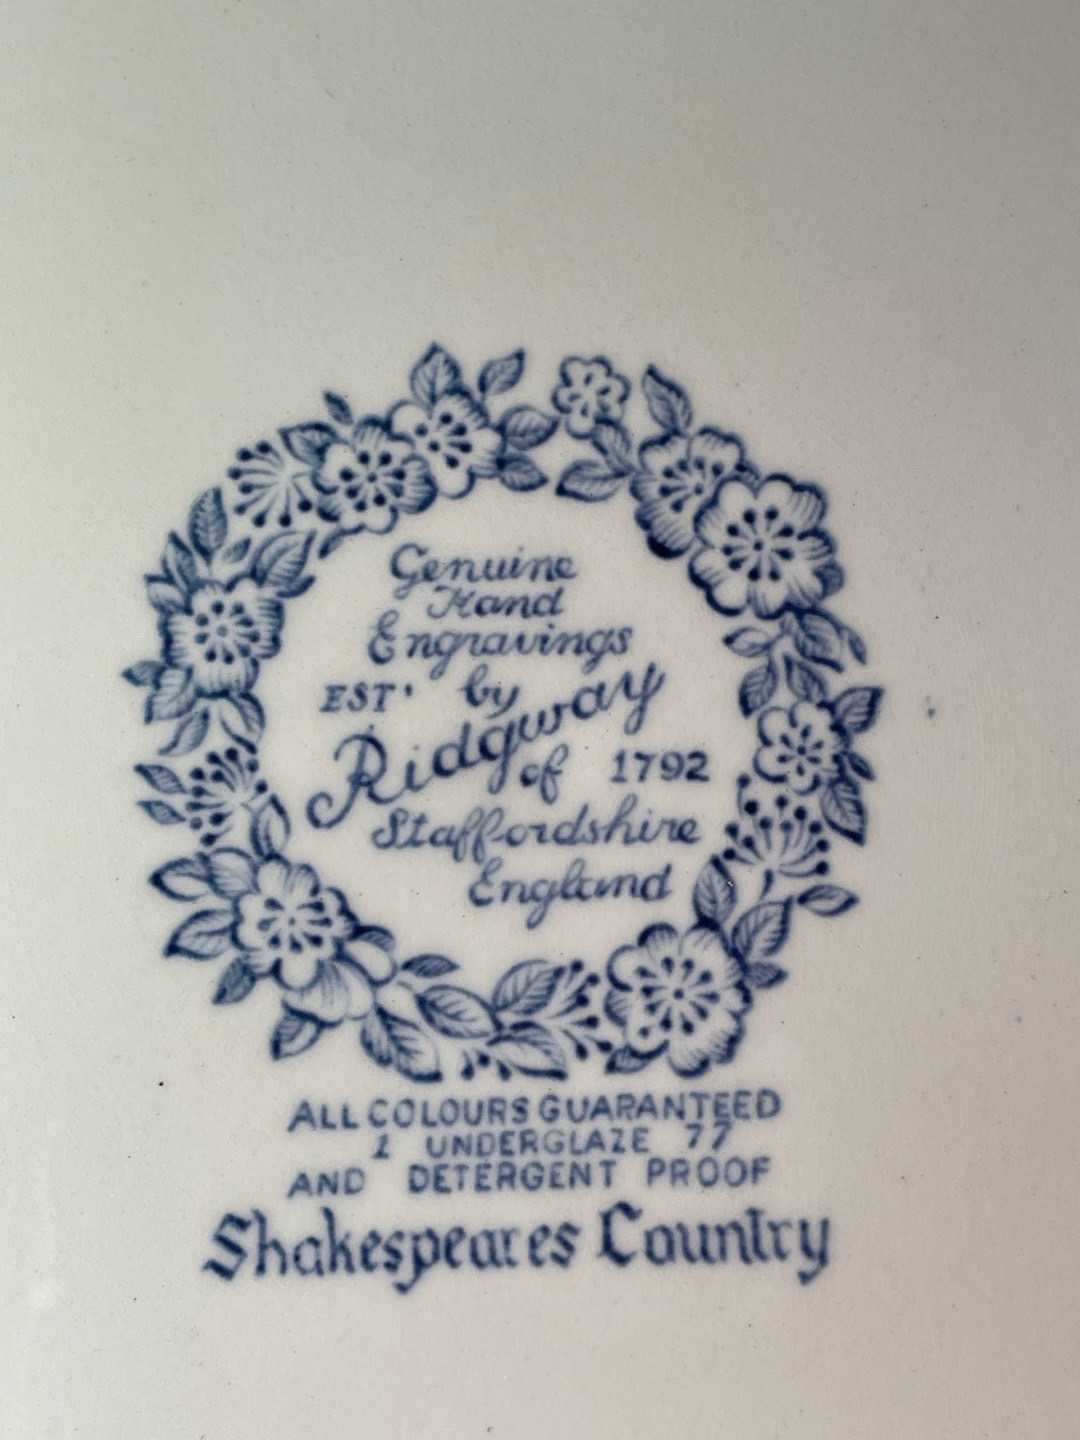 Genuine
Hand
Engravings
EST' by
Ridgway
of 1792
Staffordshire
England
ALL COLOURS GUARANTEED
1 UNDERGLAZE 77
AND DETERGENT PROOF
Shakespeares Country